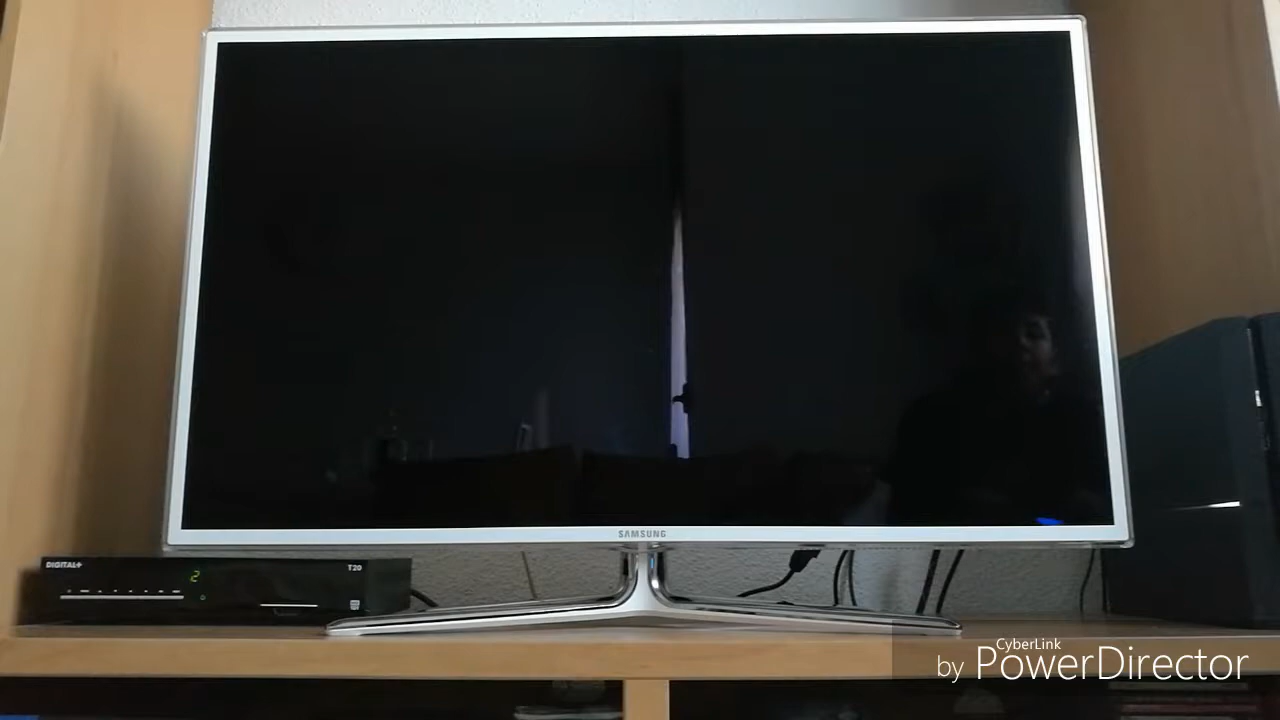 SAMSUNG
DIGITAL+
T20
2
CyberLink
by PowerDirector